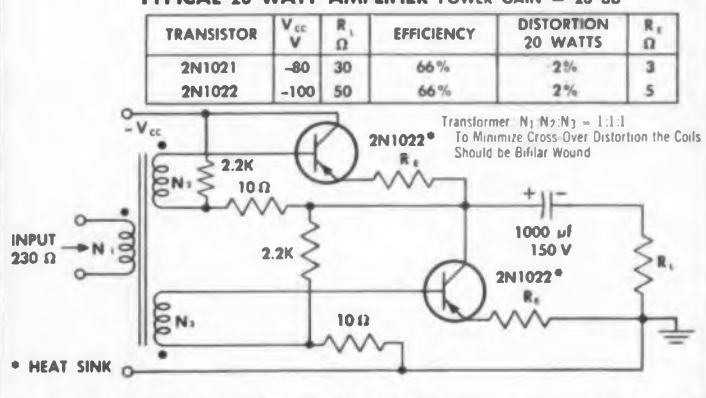 TYPICAL 20 WATT AMPLIFIER POWER GAIN = 20 DB
TRANSISTOR VCC V RL Ω EFFICIENCY DISTORTION 20 WATTS RE Ω
2N1021 -80 30 66% 2% 3
2N1022 -100 50 66% 2% 5
-VCC
Transformer N1:N2:N3 = 1:1:1
To Minimize Cross-Over Distortion the Coils
Should be Bifilar Wound
2N1022*
RE
2.2K
N2
10 Ω
+ -
1000 µf
150 V
INPUT
230 Ω
N1
2.2K
RL
2N1022*
RE
N3
10 Ω
* HEAT SINK